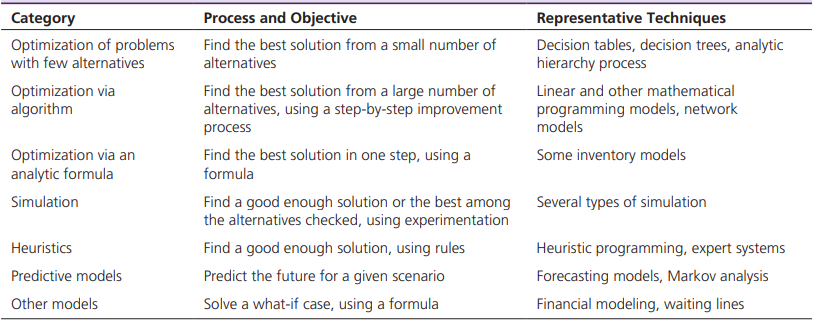 Category Process and Objective Representative Techniques
Optimization of problems Find the best solution from a small number of Decision tables, decision trees, analytic
with few alternatives alternatives hierarchy process
Optimization via Find the best solution from a large number of Linear and other mathematical
algorithm alternatives, using a step-by-step improvement programming models, network
process models
Optimization via an Find the best solution in one step, using a Some inventory models
analytic formula formula
Simulation Find a good enough solution or the best among Several types of simulation
the alternatives checked, using experimentation
Heuristics Find a good enough solution, using rules Heuristic programming, expert systems
Predictive models Predict the future for a given scenario Forecasting models, Markov analysis
Other models Solve a what-if case, using a formula Financial modeling, waiting lines